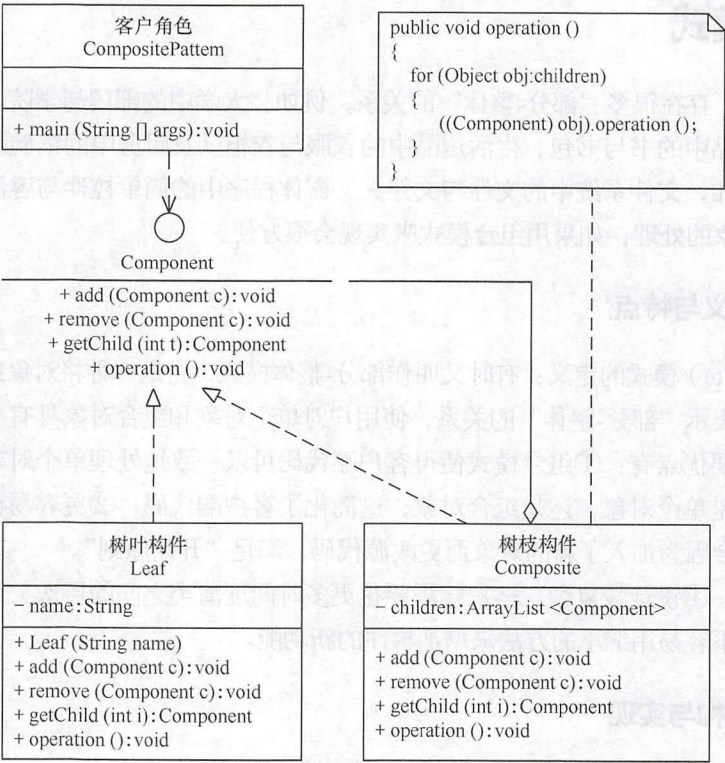 客户角色
CompositePattem
+ main (String [] args):void
public void operation ()
{
for (Object obj:children)
{
((Component) obj).operation ();
}
}
Component
+ add (Component c):void
+ remove (Component c):void
+ getChild (int t):Component
+ operation ():void
树叶构件
Leaf
− name:String
+ Leaf (String name)
+ add (Component c):void
+ remove (Component c):void
+ getChild (int i):Component
+ operation ():void
树枝构件
Composite
− children:ArrayList <Component>
+ add (Component c):void
+ remove (Component c):void
+ getChild (int i):Component
+ operation ():void